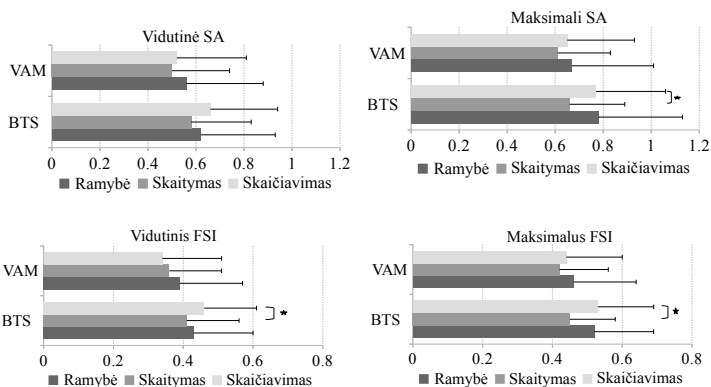 Vidutinė SA
VAM
BTS
0 0.2 0.4 0.6 0.8 1 1.2
Ramybė Skaitymas Skaičiavimas
Maksimali SA
VAM
BTS
*
0 0.2 0.4 0.6 0.8 1 1.2
Ramybė Skaitymas Skaičiavimas
Vidutinis FSI
VAM
BTS
*
0 0.2 0.4 0.6 0.8
Ramybė Skaitymas Skaičiavimas
Maksimalus FSI
VAM
BTS
*
0 0.2 0.4 0.6 0.8
Ramybė Skaitymas Skaičiavimas